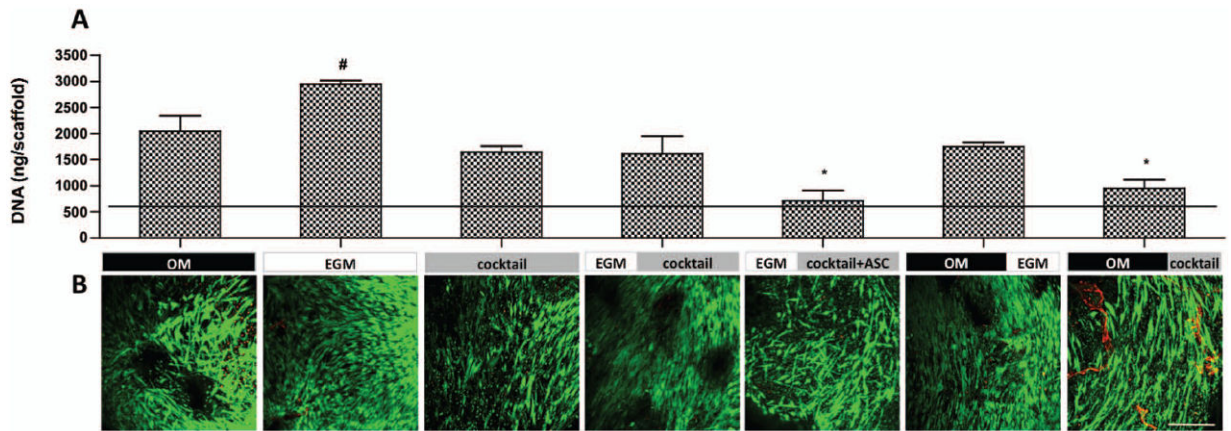 A
DNA (ng/scaffold)
3500
3000
2500
2000
1500
1000
500
0
#
*
*
OM
EGM
cocktail
EGM cocktail
EGM cocktail+ASC
OM EGM
OM cocktail
B